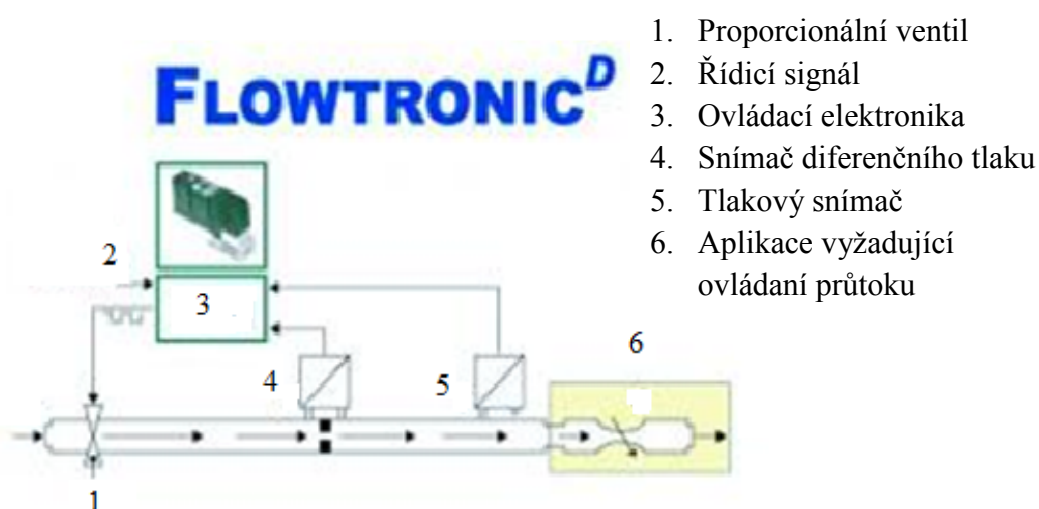 FLOWTRONIC D
1. Proporcionální ventil
2. Řídicí signál
3. Ovládací elektronika
4. Snímač diferenčního tlaku
5. Tlakový snímač
6. Aplikace vyžadující
ovládaní průtoku
2
3
4
5
6
1